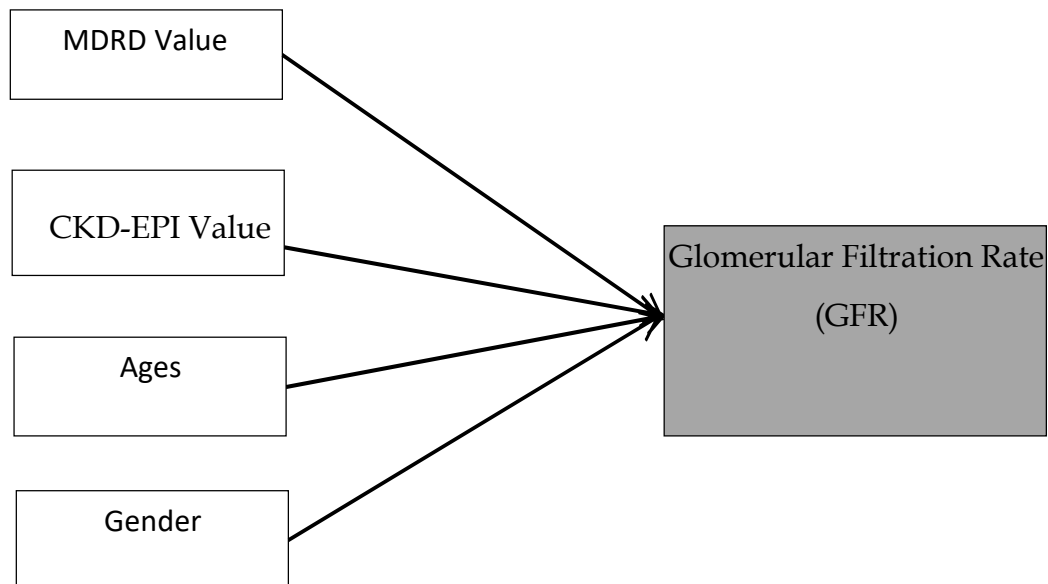 MDRD Value
CKD-EPI Value
Ages
Gender
Glomerular Filtration Rate
(GFR)